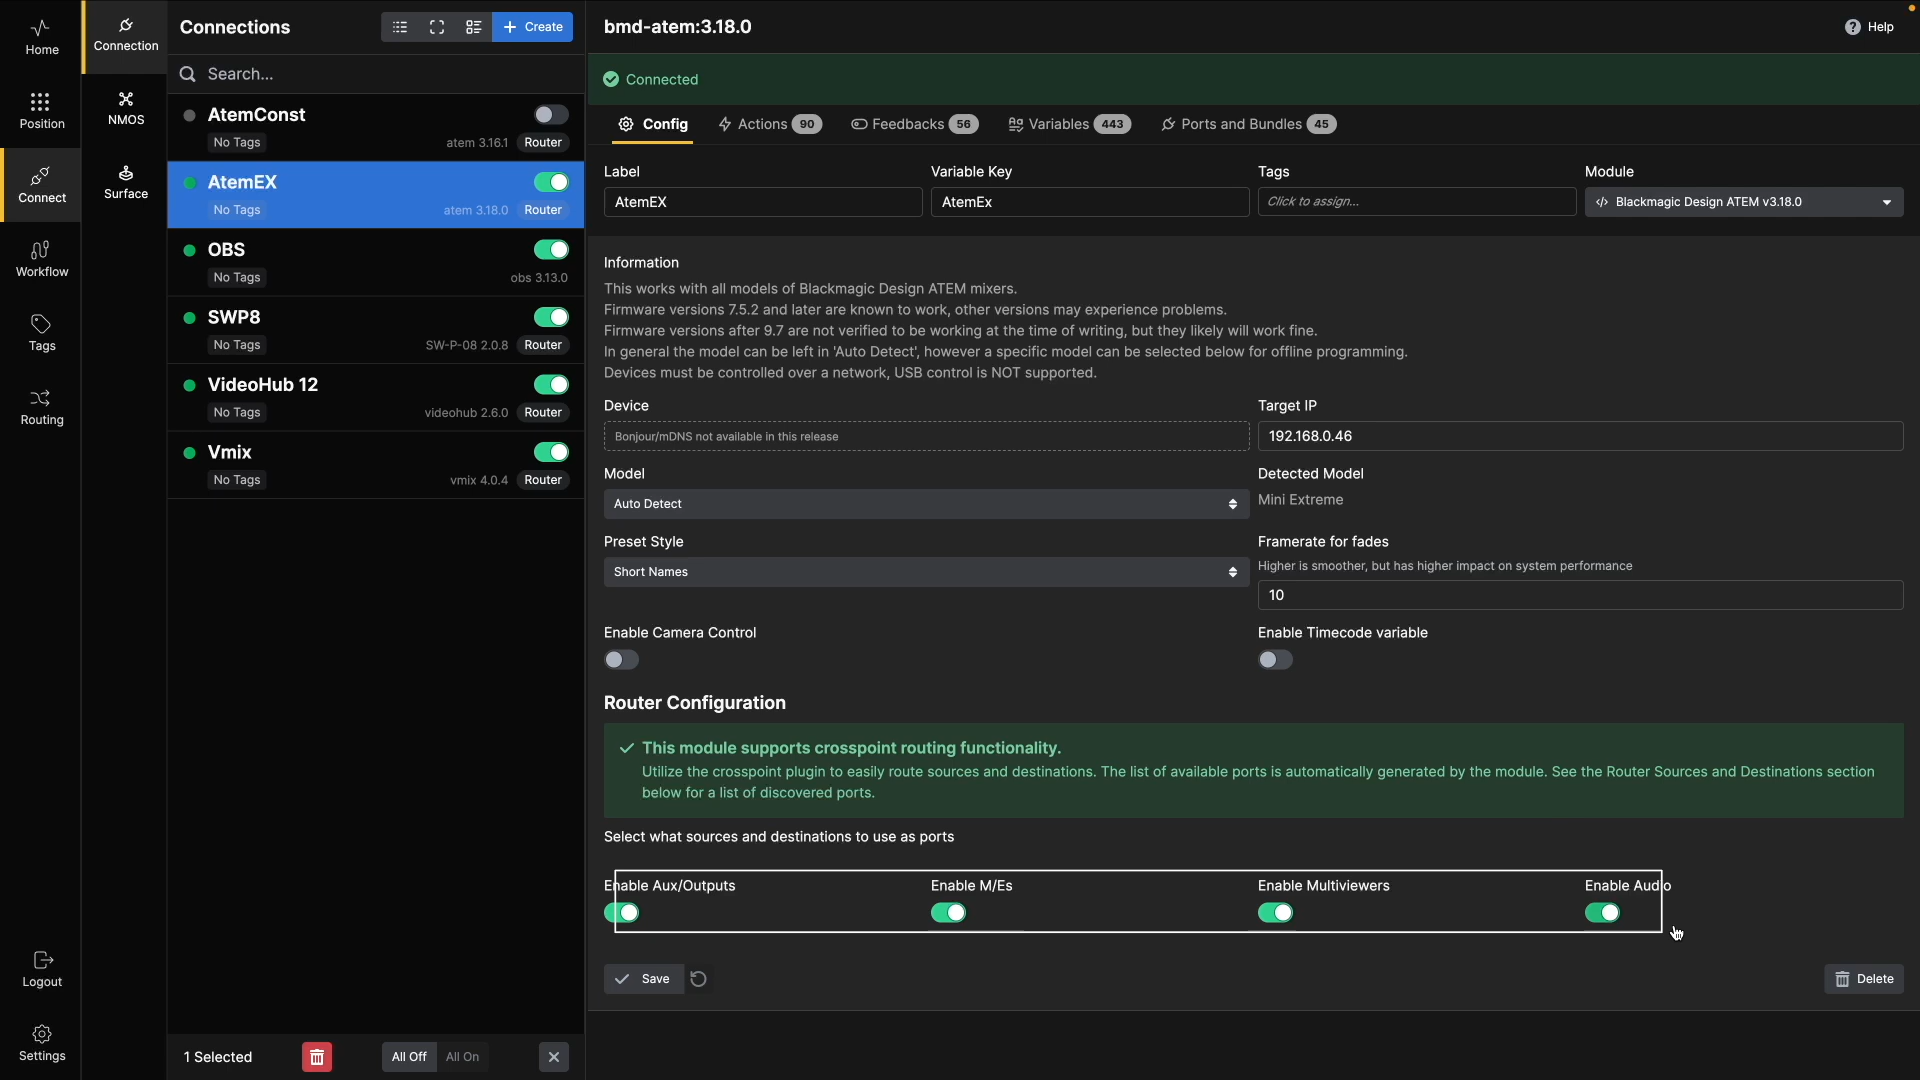 Home
Position
Connect
Workflow
Tags
Routing
Logout
Settings
Connection
NMOS
Surface
Connections
Create
Search...
AtemConst
No Tags
atem 3.16.1
Router
AtemEX
No Tags
atem 3.18.0
Router
OBS
No Tags
obs 3.13.0
SWP8
No Tags
SW-P-08 2.0.8
Router
VideoHub 12
No Tags
videohub 2.6.0
Router
Vmix
No Tags
vmix 4.0.4
Router
1 Selected
All Off
All On
bmd-atem:3.18.0
Help
Connected
Config
Actions 90
Feedbacks 56
Variables 443
Ports and Bundles 45
Label
AtemEX
Variable Key
AtemEx
Tags
Click to assign...
Module
Blackmagic Design ATEM v3.18.0
Information
This works with all models of Blackmagic Design ATEM mixers.
Firmware versions 7.5.2 and later are known to work, other versions may experience problems.
Firmware versions after 9.7 are not verified to be working at the time of writing, but they likely will work fine.
In general the model can be left in 'Auto Detect', however a specific model can be selected below for offline programming.
Devices must be controlled over a network, USB control is NOT supported.
Device
Bonjour/mDNS not available in this release
Target IP
192.168.0.46
Model
Auto Detect
Detected Model
Mini Extreme
Preset Style
Short Names
Framerate for fades
Higher is smoother, but has higher impact on system performance
10
Enable Camera Control
Enable Timecode variable
Router Configuration
This module supports crosspoint routing functionality.
Utilize the crosspoint plugin to easily route sources and destinations. The list of available ports is automatically generated by the module. See the Router Sources and Destinations section
below for a list of discovered ports.
Select what sources and destinations to use as ports
Enable Aux/Outputs
Enable M/Es
Enable Multiviewers
Enable Audio
Save
Delete